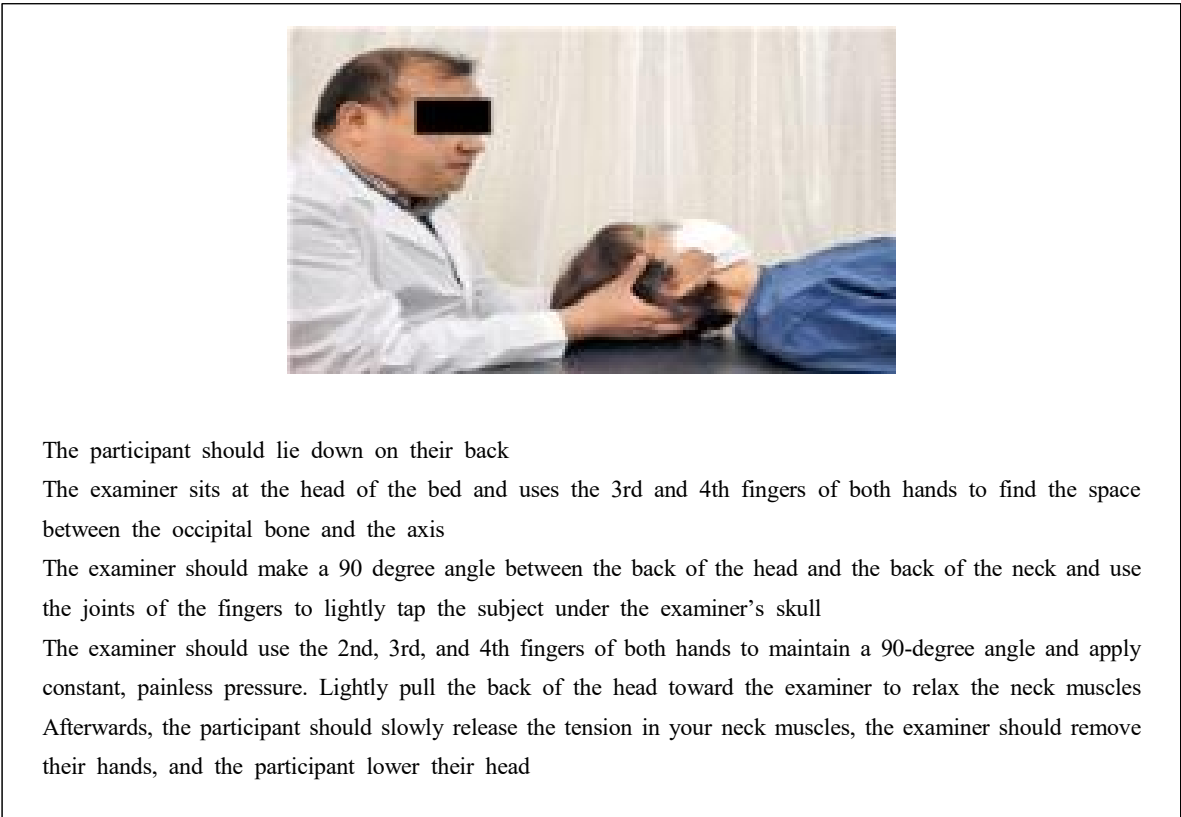 The participant should lie down on their back
The examiner sits at the head of the bed and uses the 3rd and 4th fingers of both hands to find the space
between the occipital bone and the axis
The examiner should make a 90 degree angle between the back of the head and the back of the neck and use
the joints of the fingers to lightly tap the subject under the examiner’s skull
The examiner should use the 2nd, 3rd, and 4th fingers of both hands to maintain a 90-degree angle and apply
constant, painless pressure. Lightly pull the back of the head toward the examiner to relax the neck muscles
Afterwards, the participant should slowly release the tension in your neck muscles, the examiner should remove
their hands, and the participant lower their head